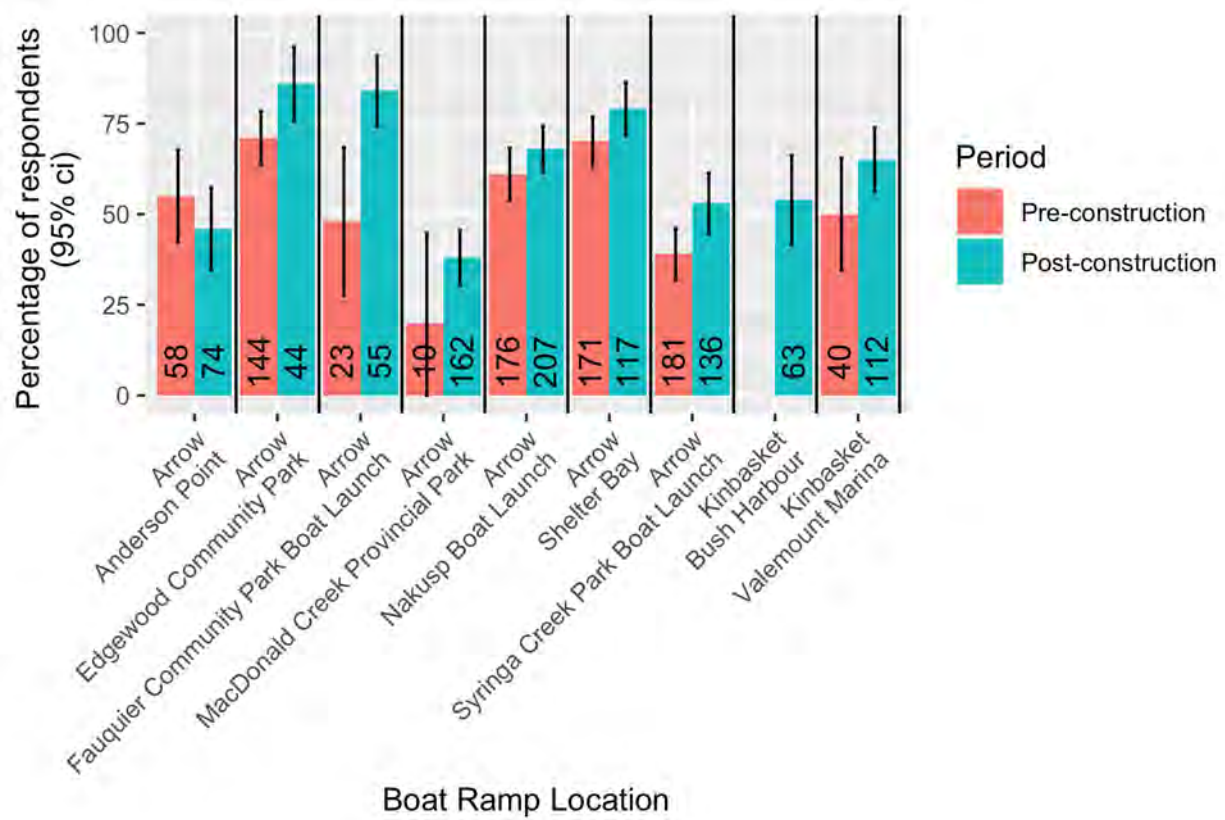 Percentage of respondents
(95% ci)
100
75
50
25
0
58
74
144
44
23
55
10
162
176
207
171
117
181
136
63
40
112
Arrow
Anderson Point
Arrow
Edgewood Community Park
Arrow
Fauquier Community Park Boat Launch
Arrow
MacDonald Creek Provincial Park
Arrow
Nakusp Boat Launch
Arrow
Shelter Bay
Arrow
Syringa Creek Park Boat Launch
Kinbasket
Bush Harbour
Kinbasket
Valemount Marina
Boat Ramp Location
Period
Pre-construction
Post-construction